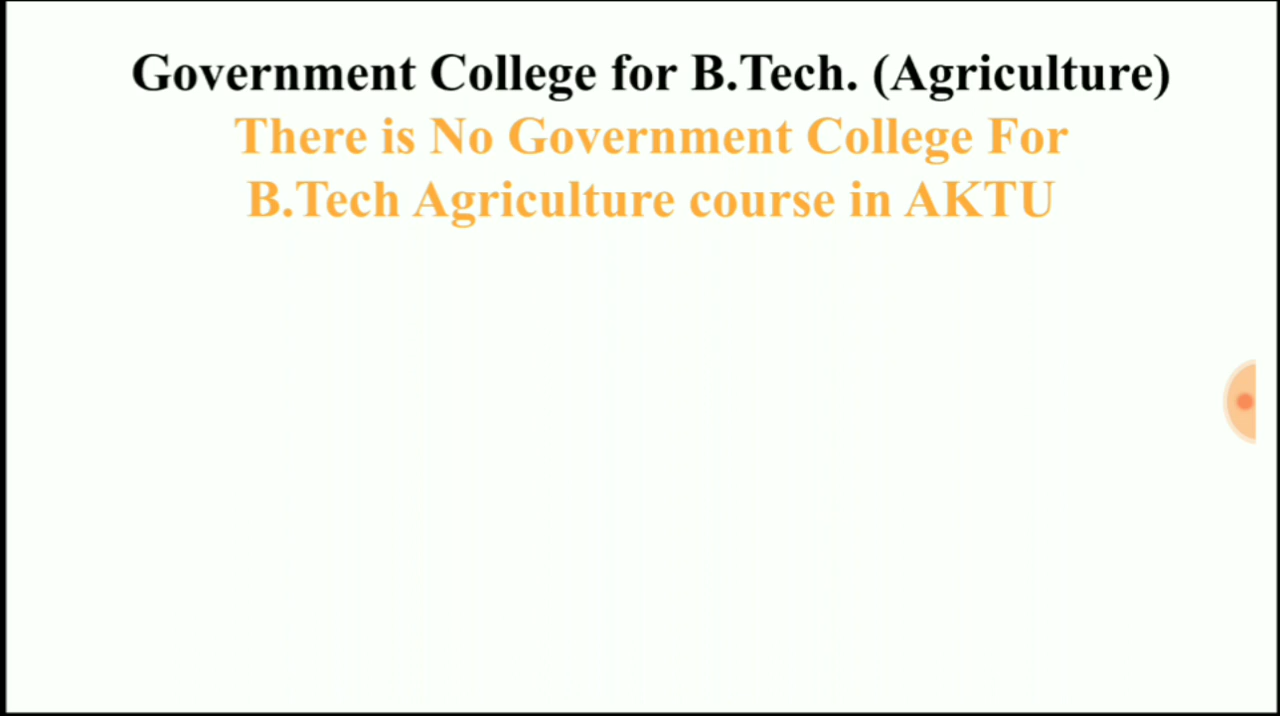 Government College for B.Tech. (Agriculture)
There is No Government College For
B.Tech Agriculture course in AKTU